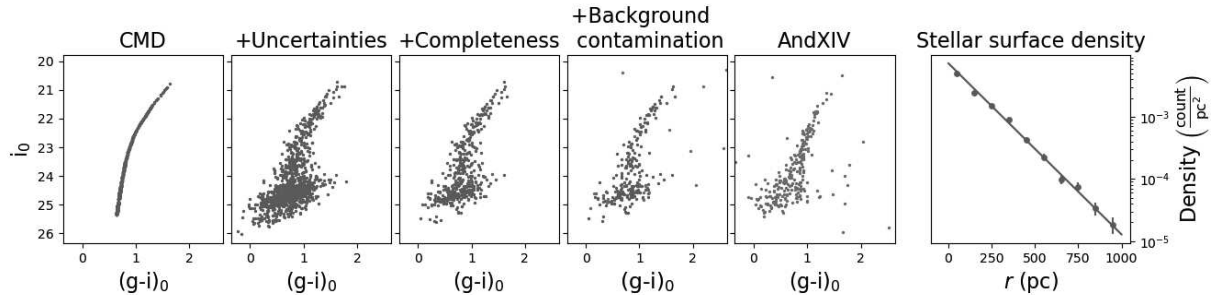 +Background
CMD +Uncertainties +Completeness contamination AndXIV Stellar surface density
20
21
22
23
24
25
26
i₀
0 1 2
0 1 2
0 1 2
0 1 2
0 1 2
0 250 500 750 1000
10⁻³
10⁻⁴
10⁻⁵
Density (count/pc²)
(g-i)₀ (g-i)₀ (g-i)₀ (g-i)₀ (g-i)₀ r (pc)